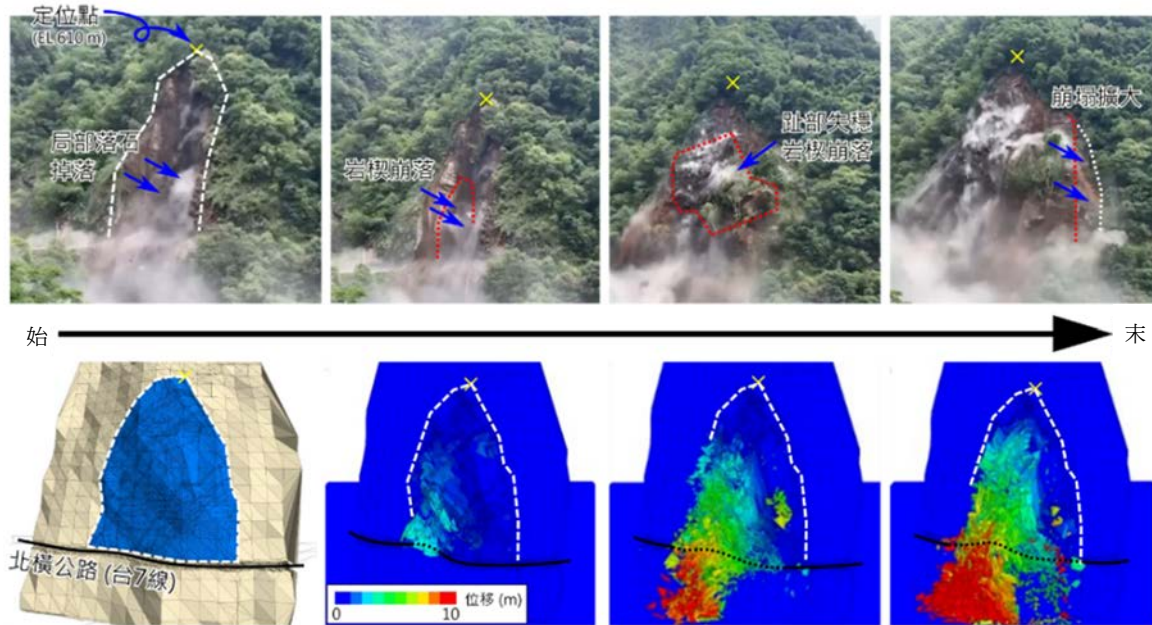 定位點
(EL 610 m)
局部落石
掉落
岩楔崩落
趾部失穩
岩楔崩落
崩塌擴大
始
末
北橫公路 (台7線)
位移 (m)
0
10